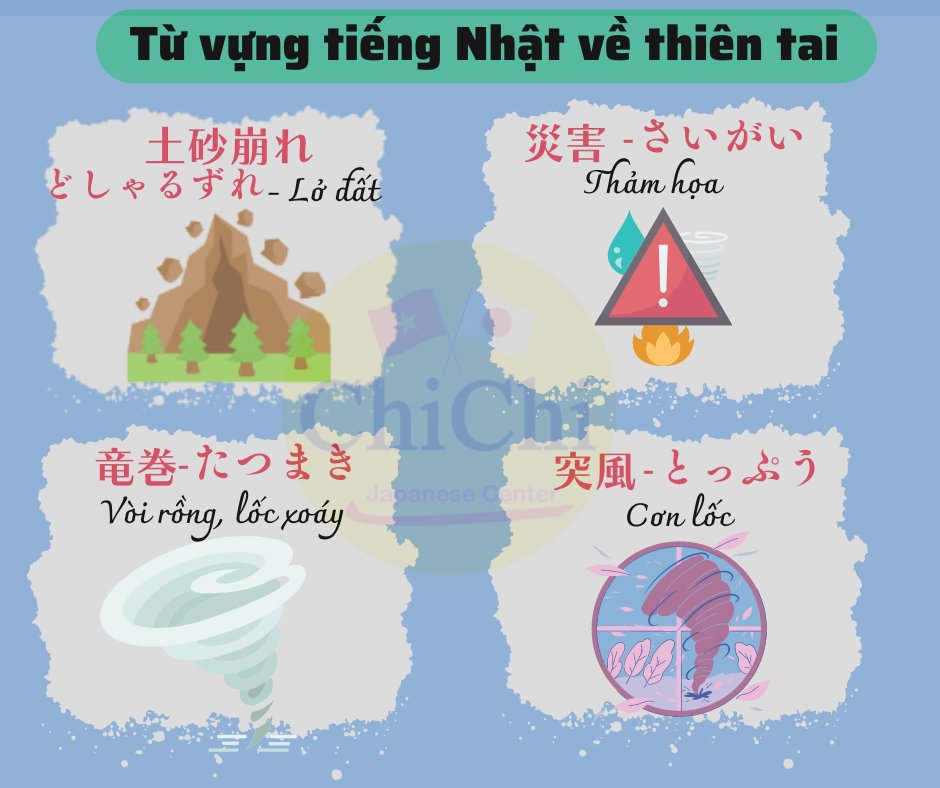 Từ vựng tiếng Nhật về thiên tai
土砂崩れ
どしゃるずれ - Lở đất
災害 -さいがい
Thảm họa
ChiChi
Japanese Center
竜巻-たつまき
Vòi rồng, lốc xoáy
突風 -とっぷう
Cơn lốc